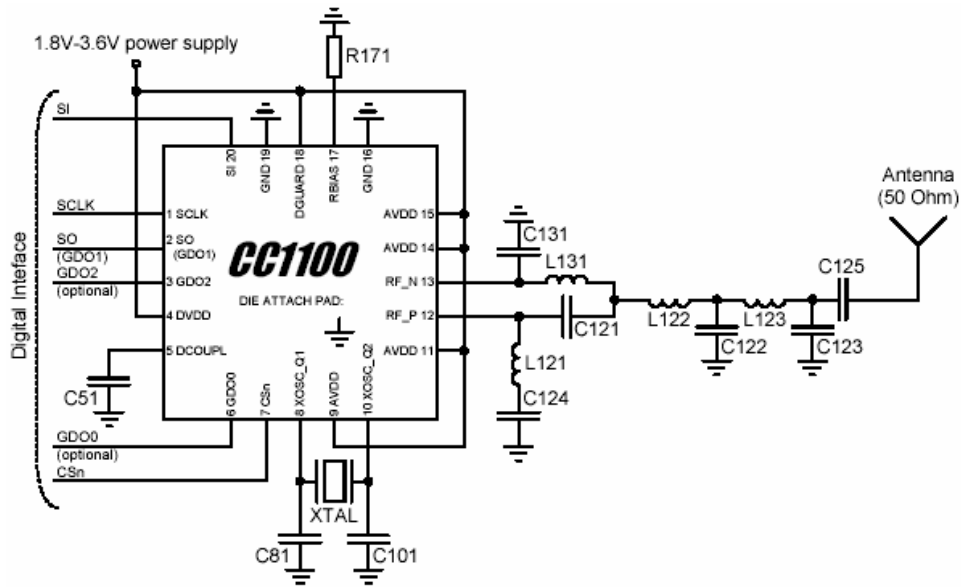 1.8V-3.6V power supply
R171
SI
SI 20
GND 19
DGUARD 18
RBIAS 17
GND 16
Antenna
(50 Ohm)
SCLK
1 SCLK
AVDD 15
SO
(GDO1)
2 SO
(GDO1)
CC1100
AVDD 14
C131
L131
C125
GDO2
(optional)
3 GDO2
RF_N 13
DIE ATTACH PAD:
4 DVDD
RF_P 12
C121
L122
L123
C122
C123
5 DCOUPL
AVDD 11
L121
C124
C51
6 GDO0
7 CSn
8 XOSC_Q1
9 AVDD
10 XOSC_Q2
GDO0
(optional)
CSn
XTAL
C81
C101
Digital Inteface